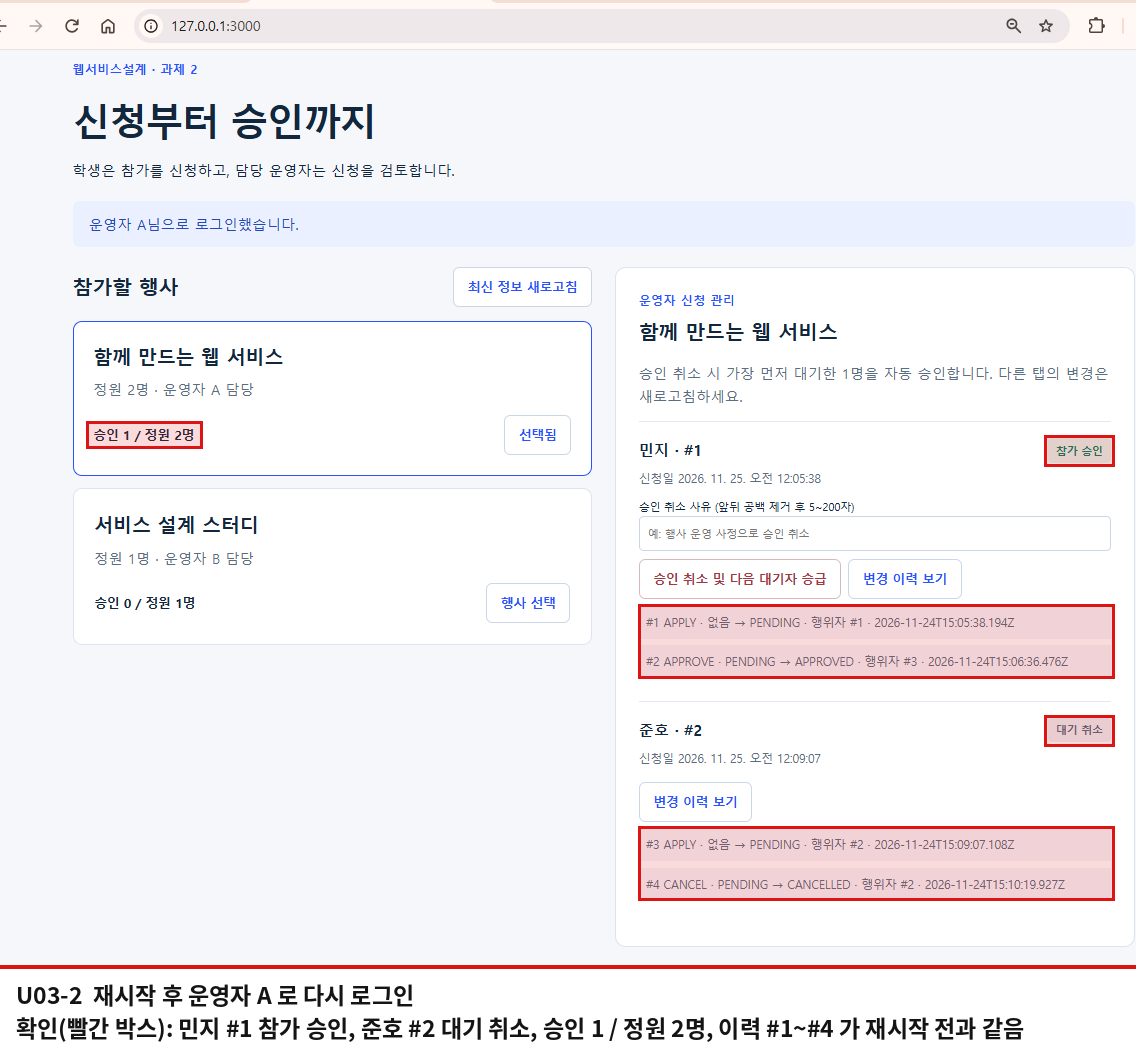 127.0.0.1:3000
웹서비스설계 · 과제 2
신청부터 승인까지
학생은 참가를 신청하고, 담당 운영자는 신청을 검토합니다.
운영자 A님으로 로그인했습니다.
참가할 행사
최신 정보 새로고침
함께 만드는 웹 서비스
정원 2명 · 운영자 A 담당
승인 1 / 정원 2명
선택됨
서비스 설계 스터디
정원 1명 · 운영자 B 담당
승인 0 / 정원 1명
행사 선택
운영자 신청 관리
함께 만드는 웹 서비스
승인 취소 시 가장 먼저 대기한 1명을 자동 승인합니다. 다른 탭의 변경은
새로고침하세요.
민지 · #1
참가 승인
신청일 2026. 11. 25. 오전 12:05:38
승인 취소 사유 (앞뒤 공백 제거 후 5~200자)
예: 행사 운영 사정으로 승인 취소
승인 취소 및 다음 대기자 승급
변경 이력 보기
#1 APPLY · 없음 → PENDING · 행위자 #1 · 2026-11-24T15:05:38.194Z
#2 APPROVE · PENDING → APPROVED · 행위자 #3 · 2026-11-24T15:06:36.476Z
준호 · #2
대기 취소
신청일 2026. 11. 25. 오전 12:09:07
변경 이력 보기
#3 APPLY · 없음 → PENDING · 행위자 #2 · 2026-11-24T15:09:07.108Z
#4 CANCEL · PENDING → CANCELLED · 행위자 #2 · 2026-11-24T15:10:19.927Z
U03-2 재시작 후 운영자 A 로 다시 로그인
확인(빨간 박스): 민지 #1 참가 승인, 준호 #2 대기 취소, 승인 1 / 정원 2명, 이력 #1~#4 가 재시작 전과 같음